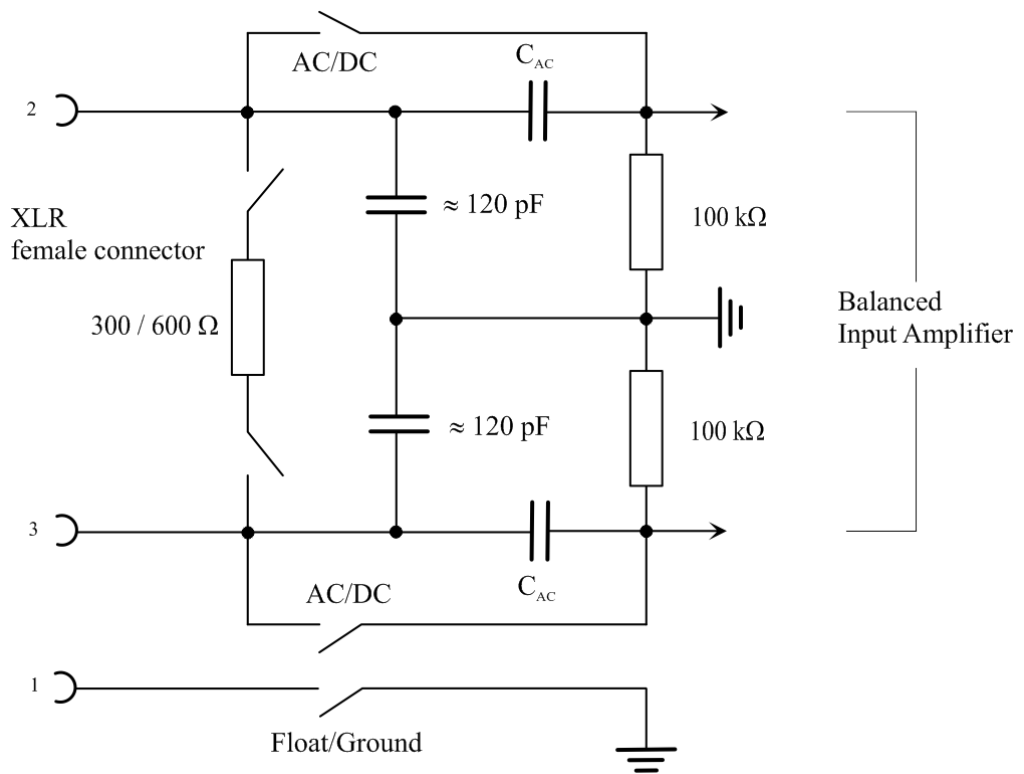 AC/DC
C_AC
2
≈ 120 pF
100 kΩ
XLR
female connector
300 / 600 Ω
Balanced
Input Amplifier
≈ 120 pF
100 kΩ
3
C_AC
AC/DC
1
Float/Ground